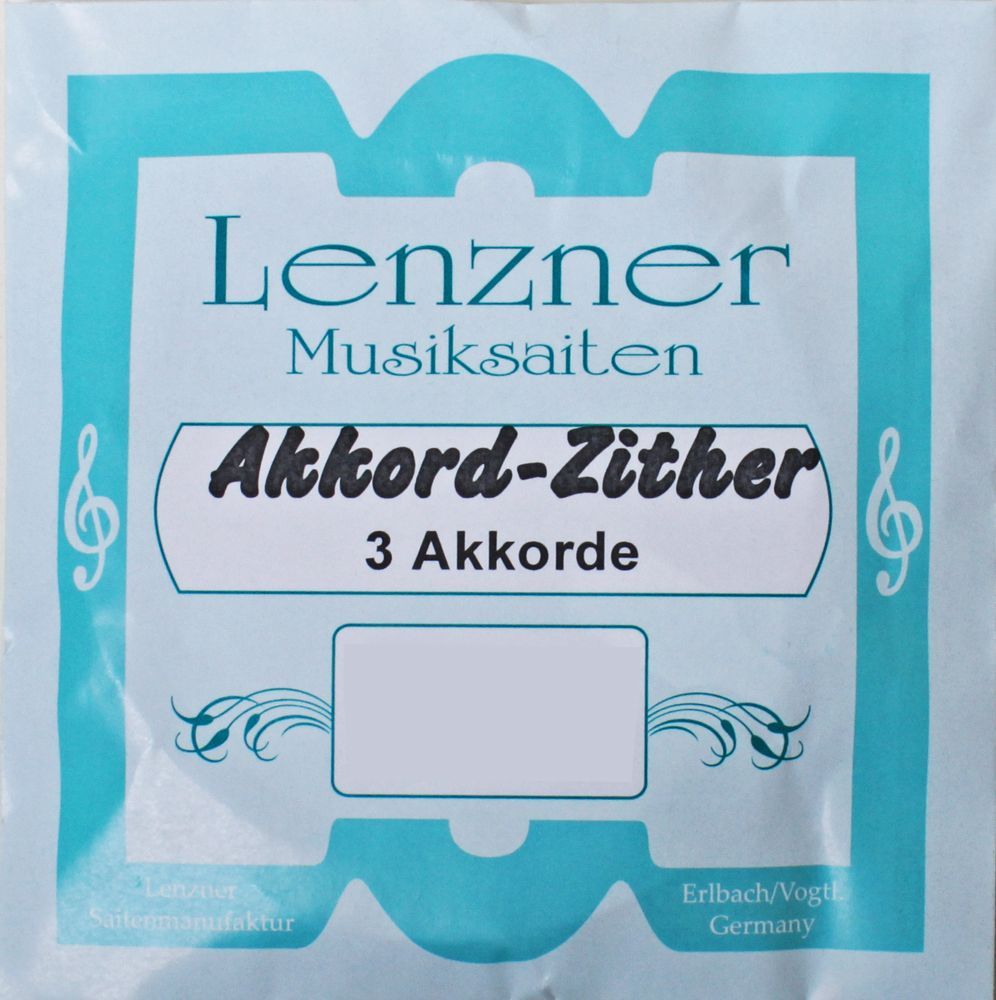 Lenzner
Musiksaiten
Akkord-Zither
3 Akkorde
Lenzner
Saitenmanufaktur
Erlbach/Vogtl.
Germany